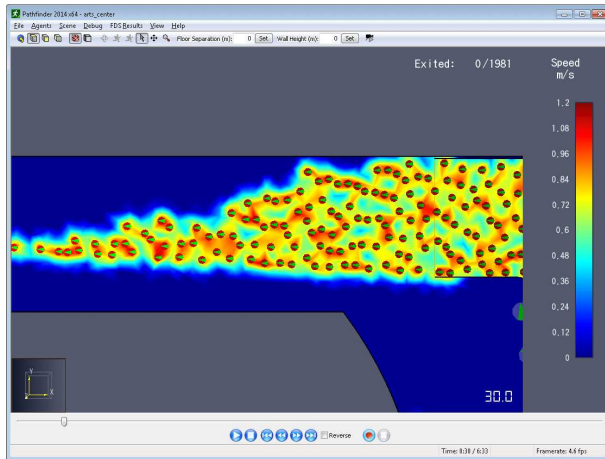 Pathfinder 2014 x64 - arts_center
File Agents Scene Debug FDS Results View Help
Floor Separation (m): 0 Set Wall Height (m): 0 Set
Exited: 0/1981
Speed
m/s
1.2
1.08
0.96
0.84
0.72
0.6
0.48
0.36
0.24
0.12
0
Y
X
30.0
Reverse
Time: 0:30 / 6:33 Framerate: 4.6 fps